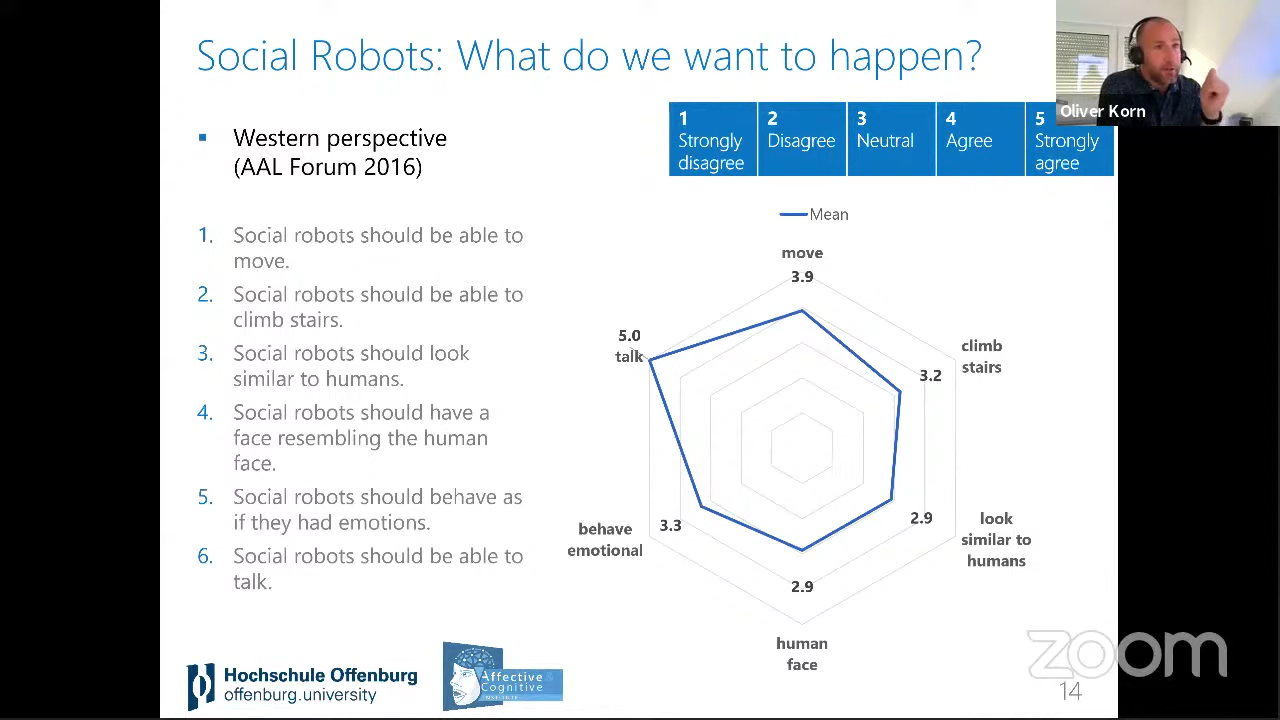 Social Robots: What do we want to happen?
Oliver Korn
▪ Western perspective
(AAL Forum 2016)
1 Strongly disagree
2 Disagree
3 Neutral
4 Agree
5 Strongly agree
1. Social robots should be able to
move.
2. Social robots should be able to
climb stairs.
3. Social robots should look
similar to humans.
4. Social robots should have a
face resembling the human
face.
5. Social robots should behave as
if they had emotions.
6. Social robots should be able to
talk.
Mean
move
3.9
climb
stairs
3.2
look
similar to
humans
2.9
human
face
2.9
behave
emotional
3.3
5.0
talk
Hochschule Offenburg
offenburg.university
Affective &
Cognitive
INSTITUTE
zoom
14